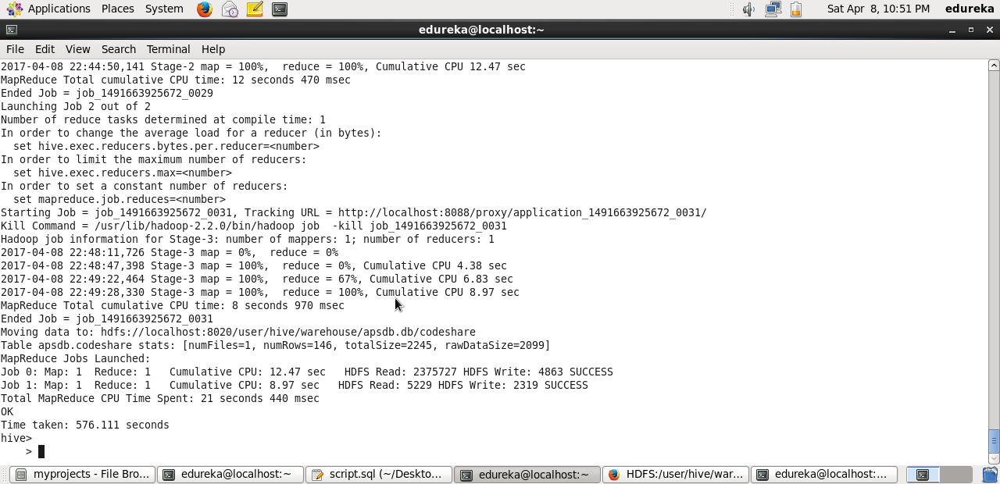 Applications Places System Sat Apr 8, 10:51 PM edureka
edureka@localhost:~
File Edit View Search Terminal Help
2017-04-08 22:44:50,141 Stage-2 map = 100%,  reduce = 100%, Cumulative CPU 12.47 sec
MapReduce Total cumulative CPU time: 12 seconds 470 msec
Ended Job = job_1491663925672_0029
Launching Job 2 out of 2
Number of reduce tasks determined at compile time: 1
In order to change the average load for a reducer (in bytes):
  set hive.exec.reducers.bytes.per.reducer=<number>
In order to limit the maximum number of reducers:
  set hive.exec.reducers.max=<number>
In order to set a constant number of reducers:
  set mapreduce.job.reduces=<number>
Starting Job = job_1491663925672_0031, Tracking URL = http://localhost:8088/proxy/application_1491663925672_0031/
Kill Command = /usr/lib/hadoop-2.2.0/bin/hadoop job  -kill job_1491663925672_0031
Hadoop job information for Stage-3: number of mappers: 1; number of reducers: 1
2017-04-08 22:48:11,726 Stage-3 map = 0%,  reduce = 0%
2017-04-08 22:48:47,398 Stage-3 map = 100%,  reduce = 0%, Cumulative CPU 4.38 sec
2017-04-08 22:49:22,464 Stage-3 map = 100%,  reduce = 67%, Cumulative CPU 6.83 sec
2017-04-08 22:49:28,330 Stage-3 map = 100%,  reduce = 100%, Cumulative CPU 8.97 sec
MapReduce Total cumulative CPU time: 8 seconds 970 msec
Ended Job = job_1491663925672_0031
Moving data to: hdfs://localhost:8020/user/hive/warehouse/apsdb.db/codeshare
Table apsdb.codeshare stats: [numFiles=1, numRows=146, totalSize=2245, rawDataSize=2099]
MapReduce Jobs Launched:
Job 0: Map: 1  Reduce: 1   Cumulative CPU: 12.47 sec   HDFS Read: 2375727 HDFS Write: 4863 SUCCESS
Job 1: Map: 1  Reduce: 1   Cumulative CPU: 8.97 sec   HDFS Read: 5229 HDFS Write: 2319 SUCCESS
Total MapReduce CPU Time Spent: 21 seconds 440 msec
OK
Time taken: 576.111 seconds
hive>
    >
myprojects - File Bro... edureka@localhost:~ script.sql (~/Deskto... edureka@localhost:~ HDFS:/user/hive/war... edureka@localhost:...